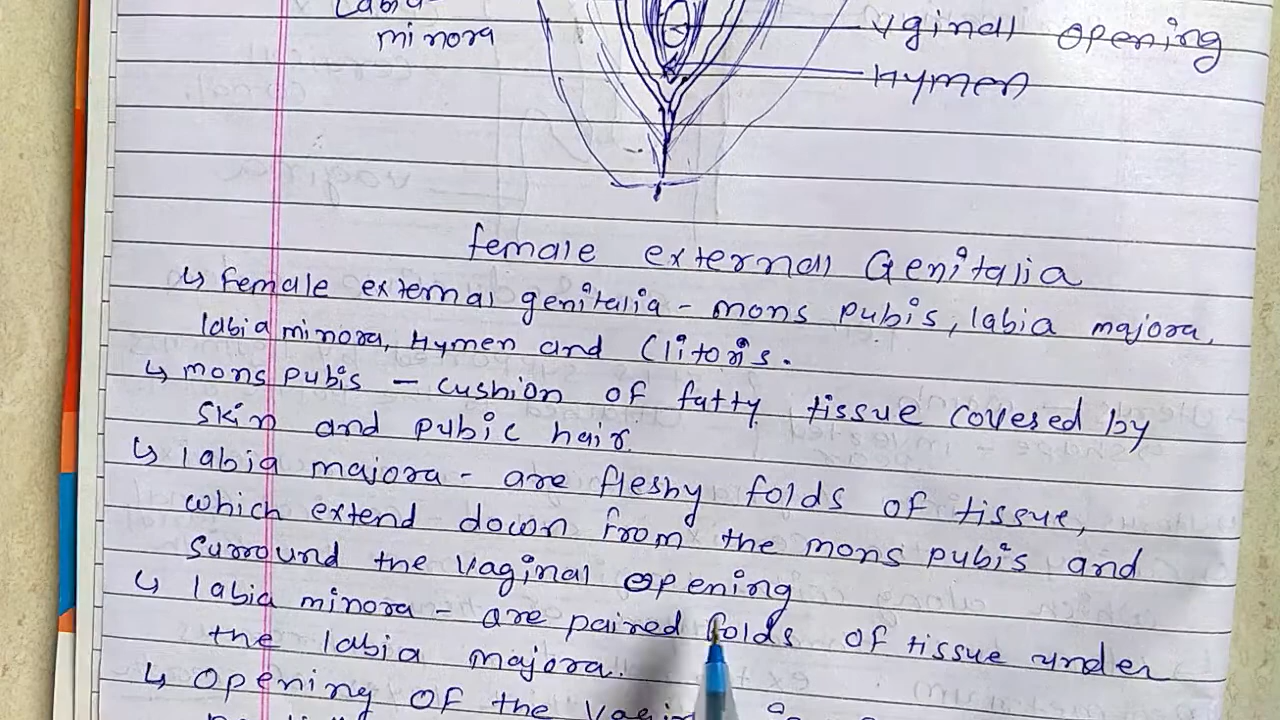 Labia
minora
vginal opening
Hymen
female external Genitalia
↳ Female external genitalia - mons pubis, labia majora,
labia minora, Hymen and Clitoris.
↳ mons pubis - cushion of fatty tissue covered by
skin and pubic hair.
↳ labia majora - are fleshy folds of tissue,
which extend down from the mons pubis and
surround the vaginal opening
↳ labia minora - are paired folds of tissue under
the labia majora.
↳ opening of the